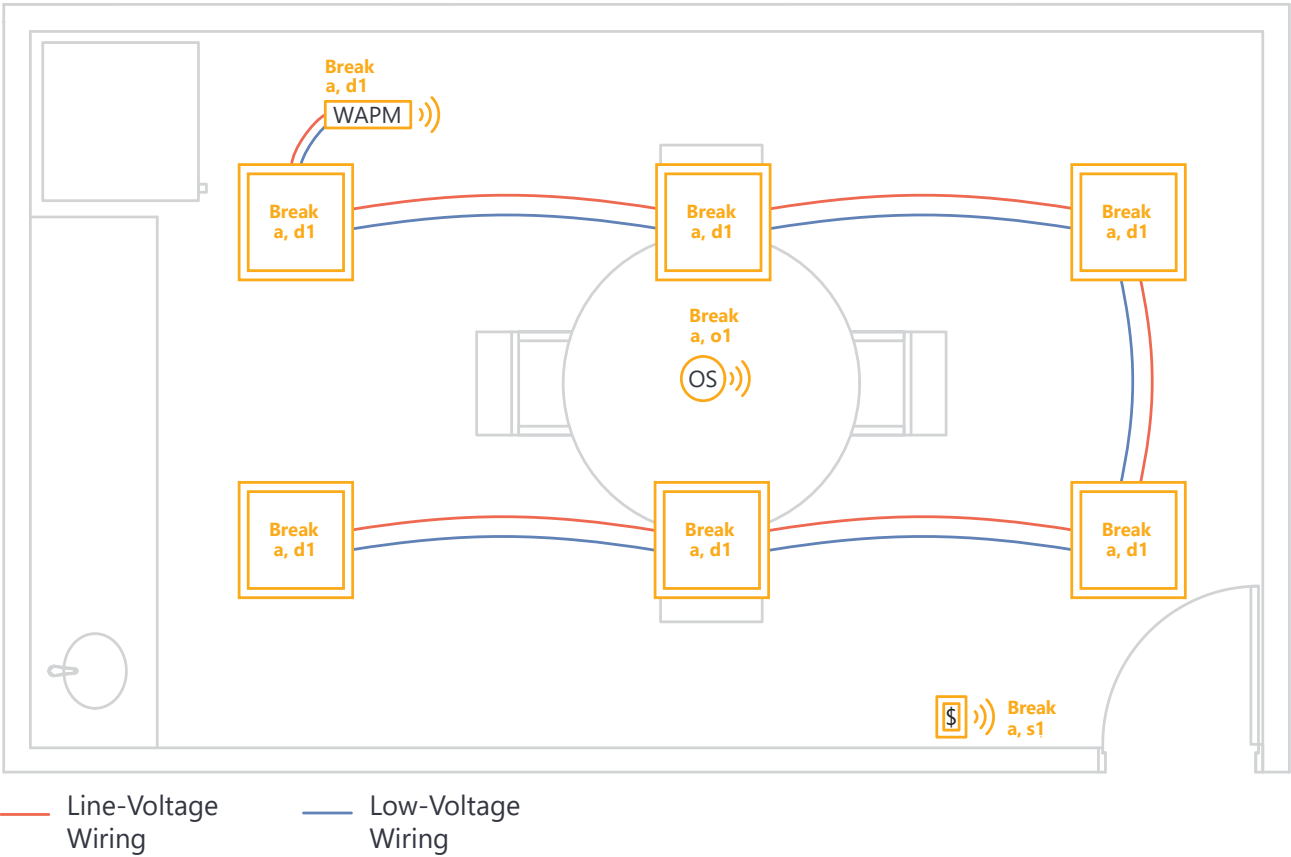 Break
a, d1
WAPM
Break
a, d1
Break
a, d1
Break
a, d1
Break
a, o1
OS
Break
a, d1
Break
a, d1
Break
a, d1
$
Break
a, s1
Line-Voltage
Wiring
Low-Voltage
Wiring